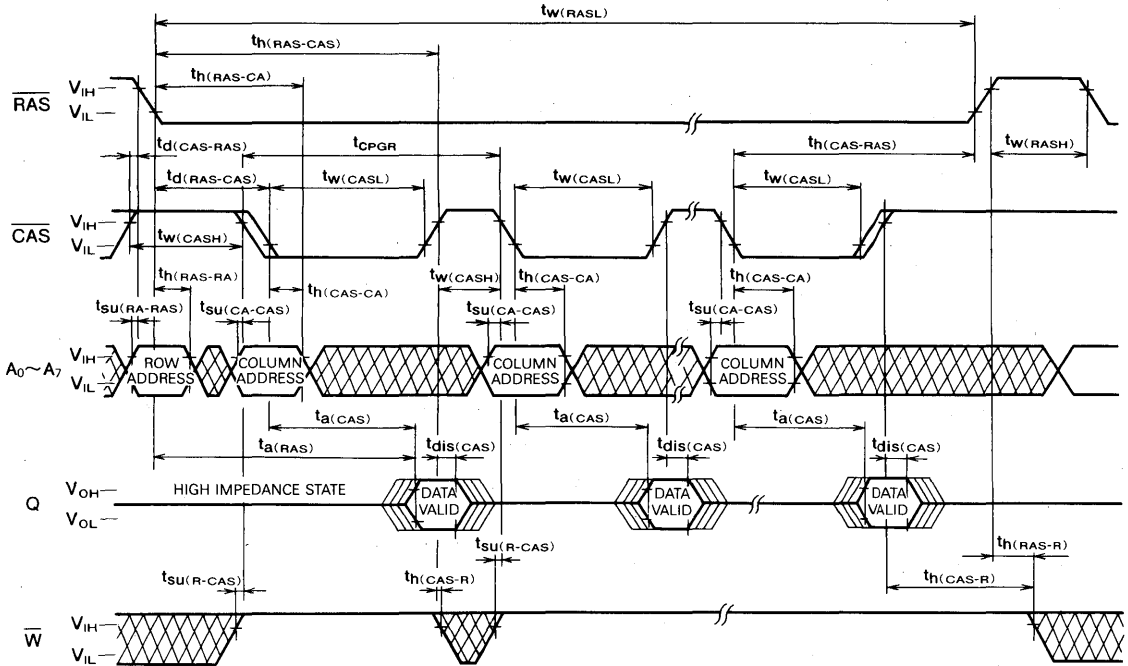 tw(RASL)
th(RAS-CAS)
th(RAS-CA)
RAS VIH VIL
td(CAS-RAS)
tCPGR
th(CAS-RAS)
tw(RASH)
td(RAS-CAS)
tw(CASL)
tw(CASL)
tw(CASL)
CAS VIH VIL
tw(CASH)
th(RAS-RA)
tw(CASH)
th(CAS-CA)
th(CAS-CA)
tsu(RA-RAS)
tsu(CA-CAS)
th(CAS-CA)
tsu(CA-CAS)
tsu(CA-CAS)
A0~A7 VIH VIL
ROW ADDRESS
COLUMN ADDRESS
COLUMN ADDRESS
COLUMN ADDRESS
ta(CAS)
ta(CAS)
ta(CAS)
ta(RAS)
tdis(CAS)
tdis(CAS)
tdis(CAS)
Q VOH VOL
HIGH IMPEDANCE STATE
DATA VALID
DATA VALID
DATA VALID
tsu(R-CAS)
th(RAS-R)
tsu(R-CAS)
th(CAS-R)
th(CAS-R)
W VIH VIL